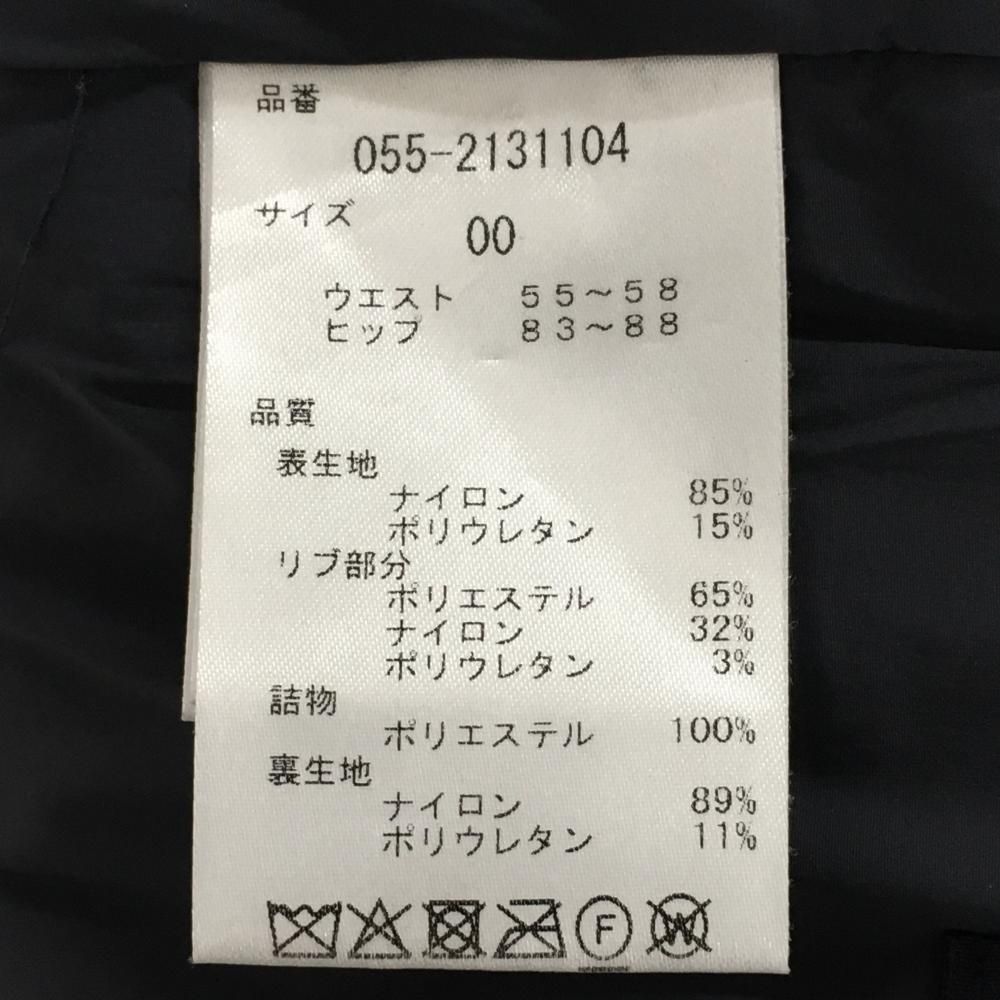 品番
055-2131104
サイズ
00
ウエスト 55～58
ヒップ 83～88
品質
表生地
ナイロン 85%
ポリウレタン 15%
リブ部分
ポリエステル 65%
ナイロン 32%
ポリウレタン 3%
詰物
ポリエステル 100%
裏生地
ナイロン 89%
ポリウレタン 11%
F W